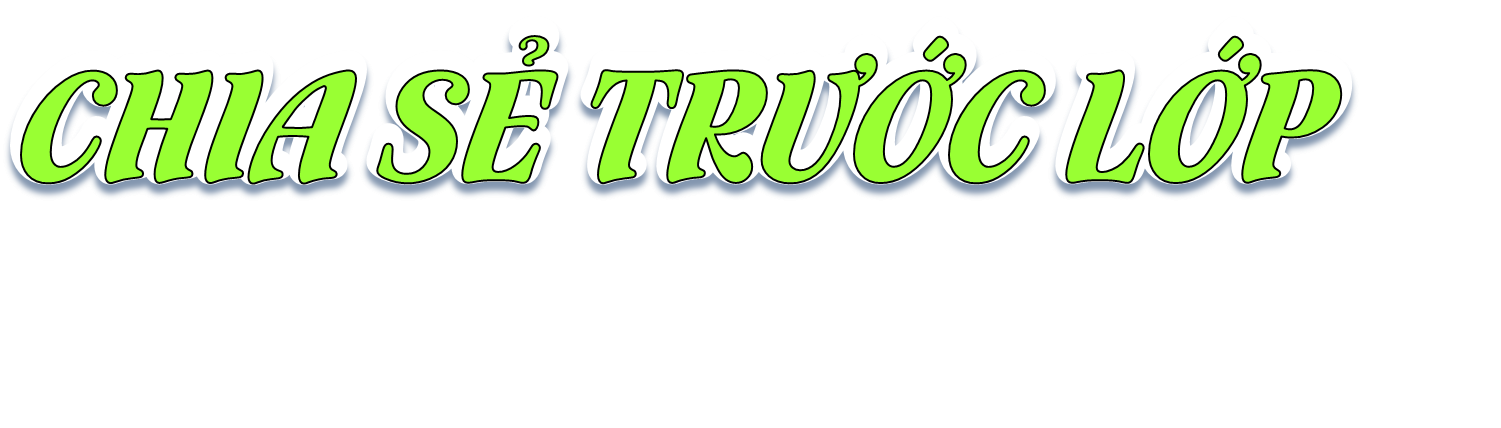 CHIA SẺ TRƯỚC LỚP